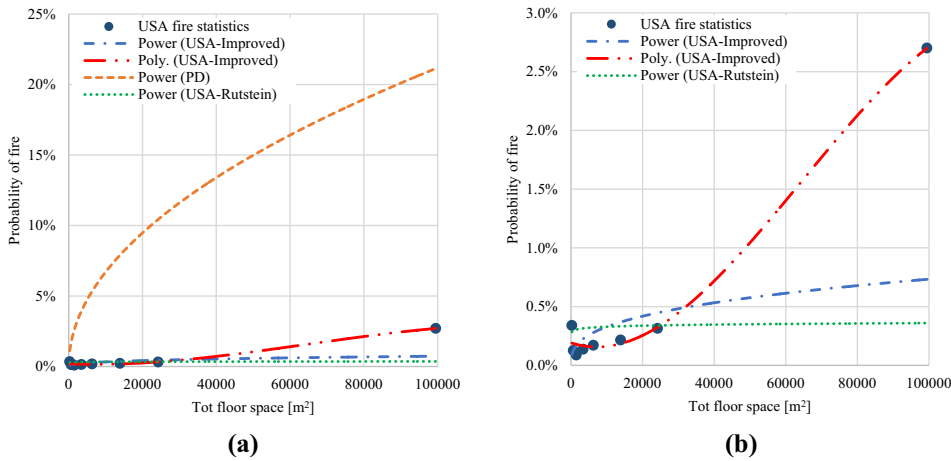 25%
20%
15%
10%
5%
0%
Probability of fire
USA fire statistics
Power (USA-Improved)
Poly. (USA-Improved)
Power (PD)
Power (USA-Rutstein)
0 20000 40000 60000 80000 100000
Tot floor space [m²]
(a)
3.0%
2.5%
2.0%
1.5%
1.0%
0.5%
0.0%
Probability of fire
USA fire statistics
Power (USA-Improved)
Poly. (USA-Improved)
Power (USA-Rutstein)
0 20000 40000 60000 80000 100000
Tot floor space [m²]
(b)